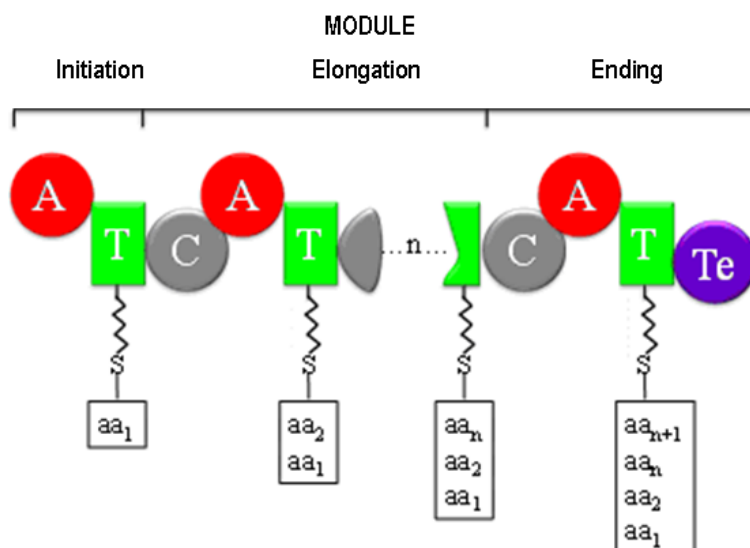 MODULE
Initiation Elongation Ending
A A A
T C T ...... n ...... C T Te
S S S S
aa1 aa2 aan aan+1
aa1 aa2 aan
aa1 aa2
aa1